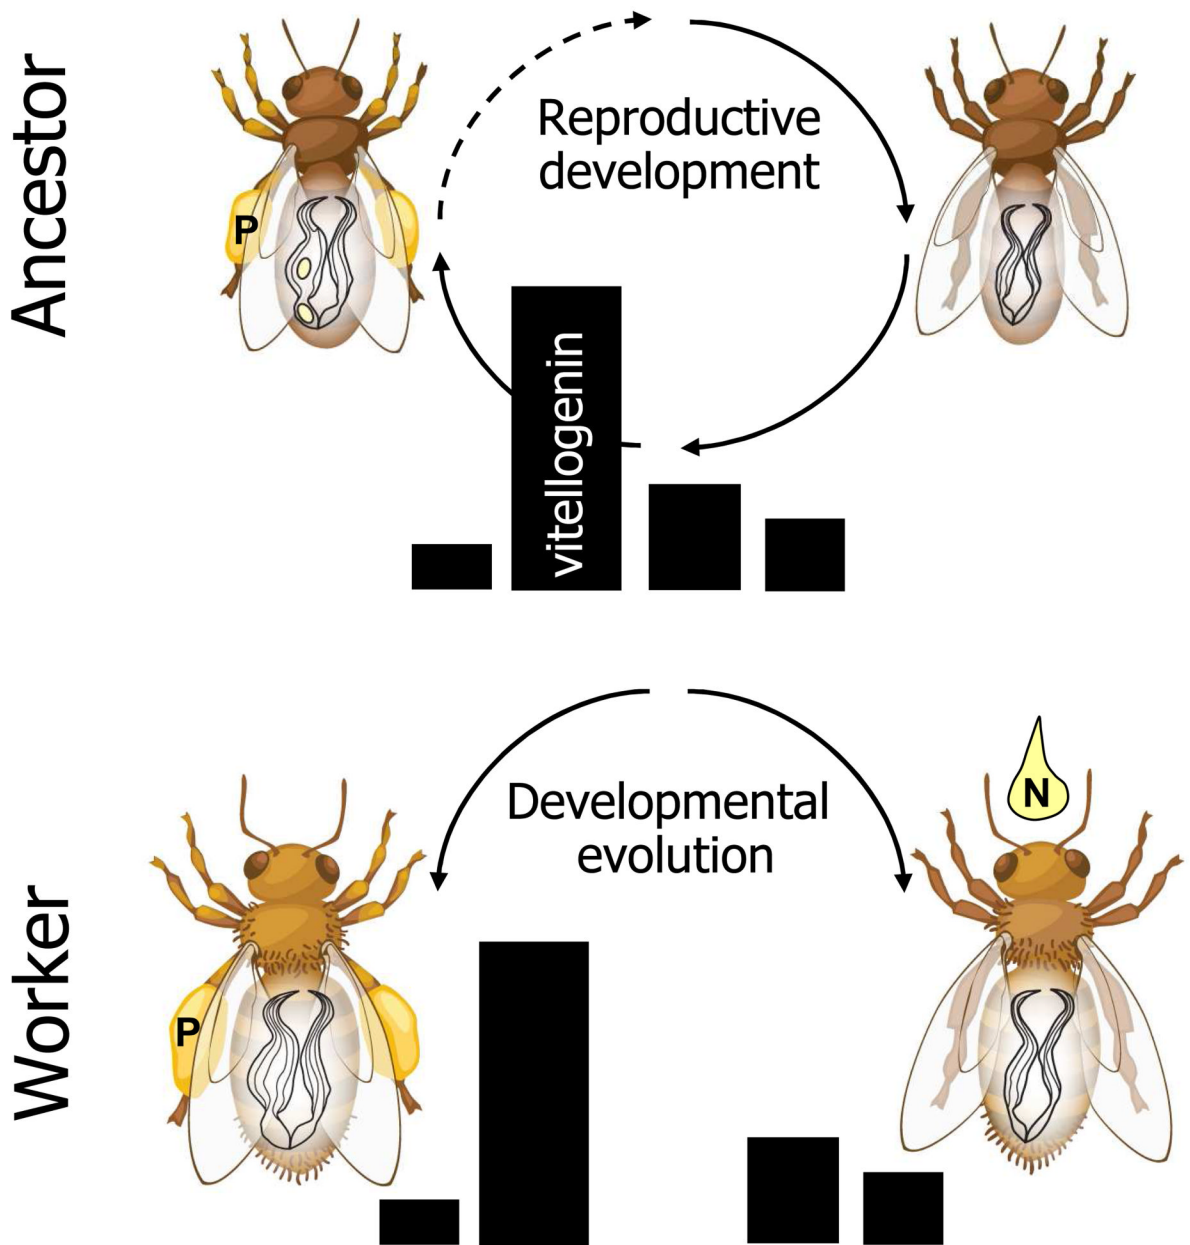 Ancestor
P
Reproductive
development
vitellogenin
Worker
P
Developmental
evolution
N